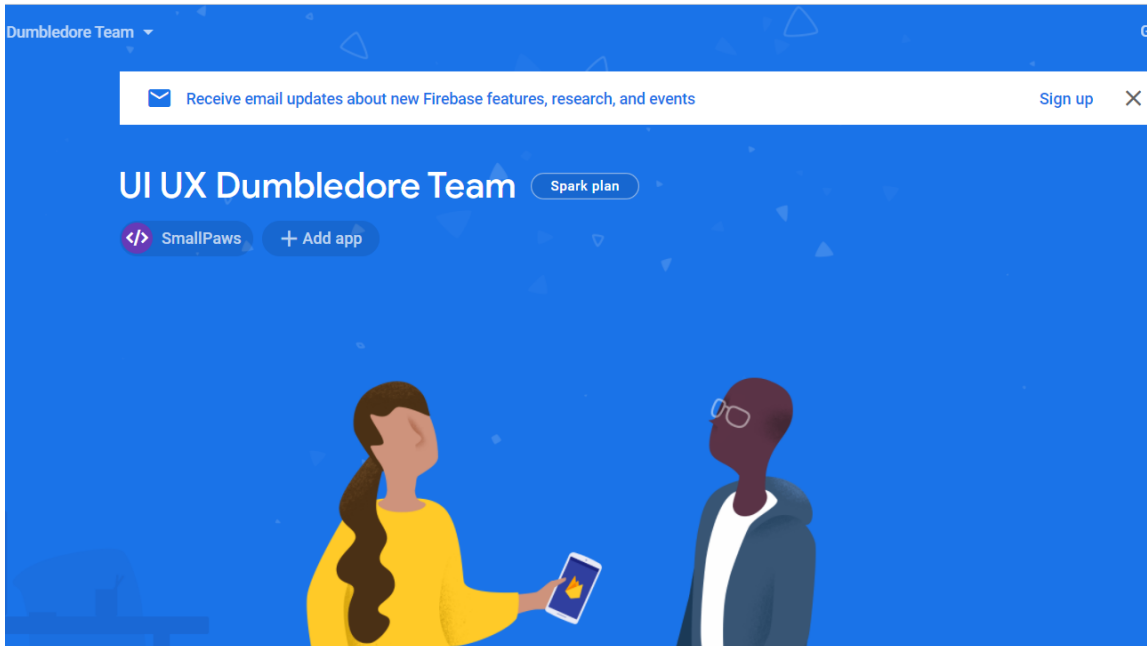 Dumbledore Team
Receive email updates about new Firebase features, research, and events Sign up
UI UX Dumbledore Team Spark plan
</> SmallPaws + Add app